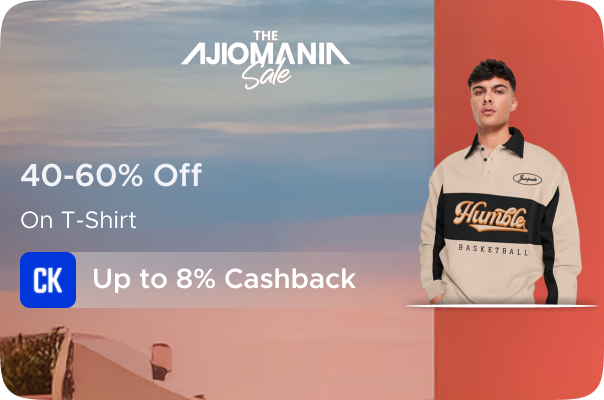 THE
AJIOMANIA
Sale
40-60% Off
On T-Shirt
CK
Up to 8% Cashback
Humble
BASKETBALL